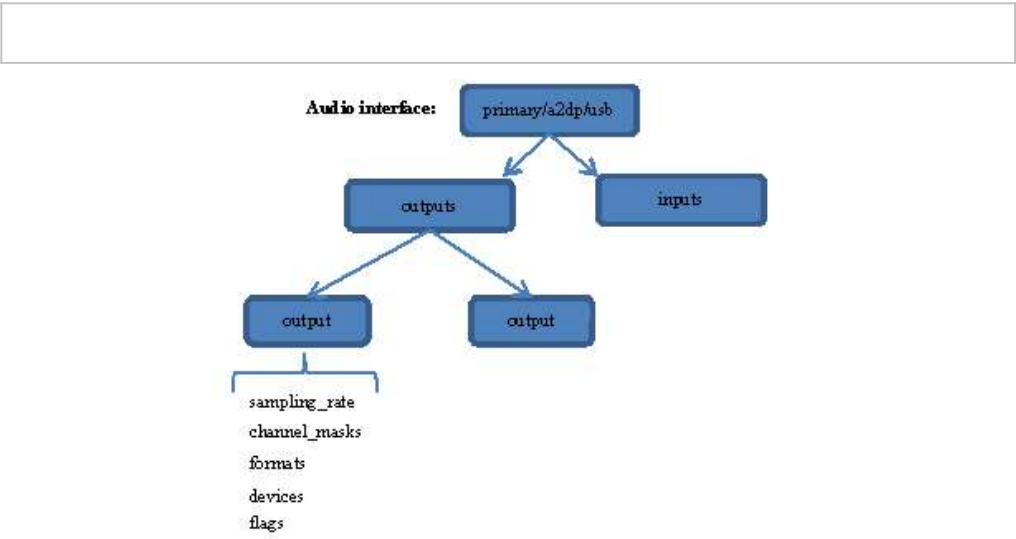 Audio interface:
primary/a2dp/usb
outputs
inputs
output
output
sampling_rate
channel_masks
formats
devices
flags